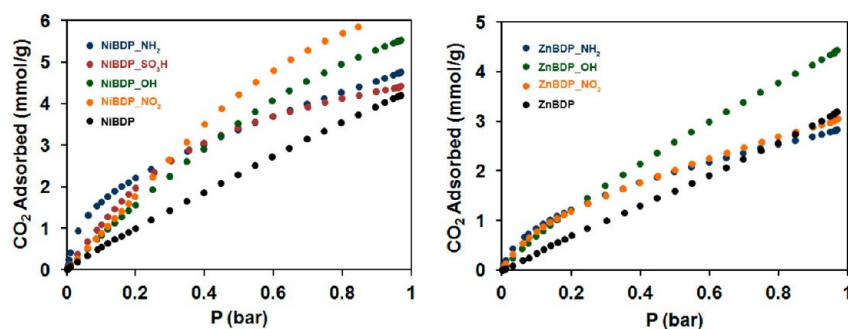 CO₂ Adsorbed (mmol/g)
6
5
4
3
2
1
0
NiBDP_NH₂
NiBDP_SO₃H
NiBDP_OH
NiBDP_NO₂
NiBDP
0 0.2 0.4 0.6 0.8 1
P (bar)
CO₂ Adsorbed (mmol/g)
5
4
3
2
1
0
ZnBDP_NH₂
ZnBDP_OH
ZnBDP_NO₂
ZnBDP
0 0.2 0.4 0.6 0.8 1
P (bar)